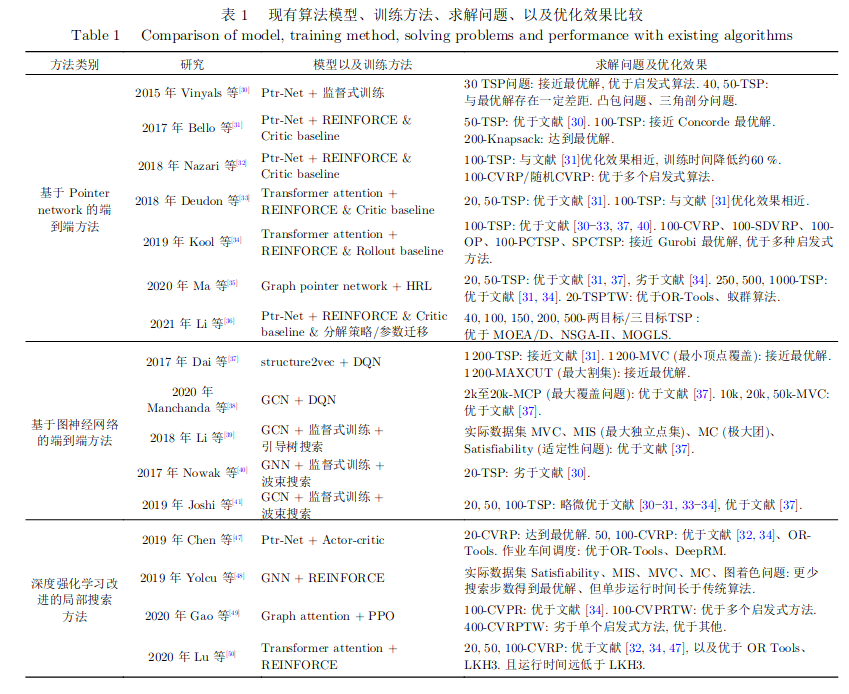 表 1 现有算法模型、训练方法、求解问题、以及优化效果比较
Table 1 Comparison of model, training method, solving problems and performance with existing algorithms
方法类别 研究 模型以及训练方法 求解问题及优化效果
基于 Pointer
network 的端
到端方法
2015 年 Vinyals 等[30] Ptr-Net + 监督式训练
30 TSP问题: 接近最优解, 优于启发式算法. 40, 50-TSP:
与最优解存在一定差距. 凸包问题、三角剖分问题.
2017 年 Bello 等[31]
Ptr-Net + REINFORCE &
Critic baseline
50-TSP: 优于文献 [30]. 100-TSP: 接近 Concorde 最优解.
200-Knapsack: 达到最优解.
2018 年 Nazari 等[32]
Ptr-Net + REINFORCE &
Critic baseline
100-TSP: 与文献 [31]优化效果相近, 训练时间降低约60 %.
100-CVRP/随机CVRP: 优于多个启发式算法.
2018 年 Deudon 等[33]
Transformer attention +
REINFORCE & Critic baseline
20, 50-TSP: 优于文献 [31]. 100-TSP: 与文献 [31]优化效果相近.
2019 年 Kool 等[34]
Transformer attention +
REINFORCE & Rollout baseline
100-TSP: 优于文献 [30−33, 37, 40]. 100-CVRP、100-SDVRP、100-
OP、100-PCTSP、SPCTSP: 接近 Gurobi 最优解, 优于多种启发式
方法.
2020 年 Ma 等[35] Graph pointer network + HRL
20, 50-TSP: 优于文献 [31, 37], 劣于文献 [34]. 250, 500, 1000-TSP:
优于文献 [31, 34]. 20-TSPTW: 优于OR-Tools、蚁群算法.
2021 年 Li 等[36]
Ptr-Net + REINFORCE & Critic
baseline & 分解策略/参数迁移
40, 100, 150, 200, 500-两目标/三目标TSP :
优于 MOEA/D、NSGA-II、MOGLS.
基于图神经网络
的端到端方法
2017 年 Dai 等[37] structure2vec + DQN
1 200-TSP: 接近文献 [31]. 1 200-MVC (最小顶点覆盖): 接近最优解.
1 200-MAXCUT (最大割集): 接近最优解.
2020 年
Manchanda 等[38]
GCN + DQN
2k至20k-MCP (最大覆盖问题): 优于文献 [37]. 10k, 20k, 50k-MVC:
优于文献 [37].
2018 年 Li 等[39]
GCN + 监督式训练 +
引导树搜索
实际数据集 MVC、MIS (最大独立点集)、MC (极大团)、
Satisfiability (适定性问题): 优于文献 [37].
2017 年 Nowak 等[40]
GNN + 监督式训练 +
波束搜索
20-TSP: 劣于文献 [30].
2019 年 Joshi 等[41]
GCN + 监督式训练 +
波束搜索
20, 50, 100-TSP: 略微优于文献 [30−31, 33−34], 优于文献 [37].
深度强化学习改
进的局部搜索
方法
2019 年 Chen 等[47] Ptr-Net + Actor-critic
20-CVRP: 达到最优解. 50, 100-CVRP: 优于文献 [32, 34]、OR-
Tools. 作业车间调度: 优于OR-Tools、DeepRM.
2019 年 Yolcu 等[48] GNN + REINFORCE
实际数据集 Satisfiability、MIS、MVC、MC、图着色问题: 更少
搜索步数得到最优解、但单步运行时间长于传统算法.
2020 年 Gao 等[49] Graph attention + PPO
100-CVPR: 优于文献 [34]. 100-CVPRTW: 优于多个启发式方法.
400-CVRPTW: 劣于单个启发式方法, 优于其他.
2020 年 Lu 等[50]
Transformer attention +
REINFORCE
20, 50, 100-CVRP: 优于文献 [32, 34, 47], 以及优于 OR Tools、
LKH3. 且运行时间远低于 LKH3.